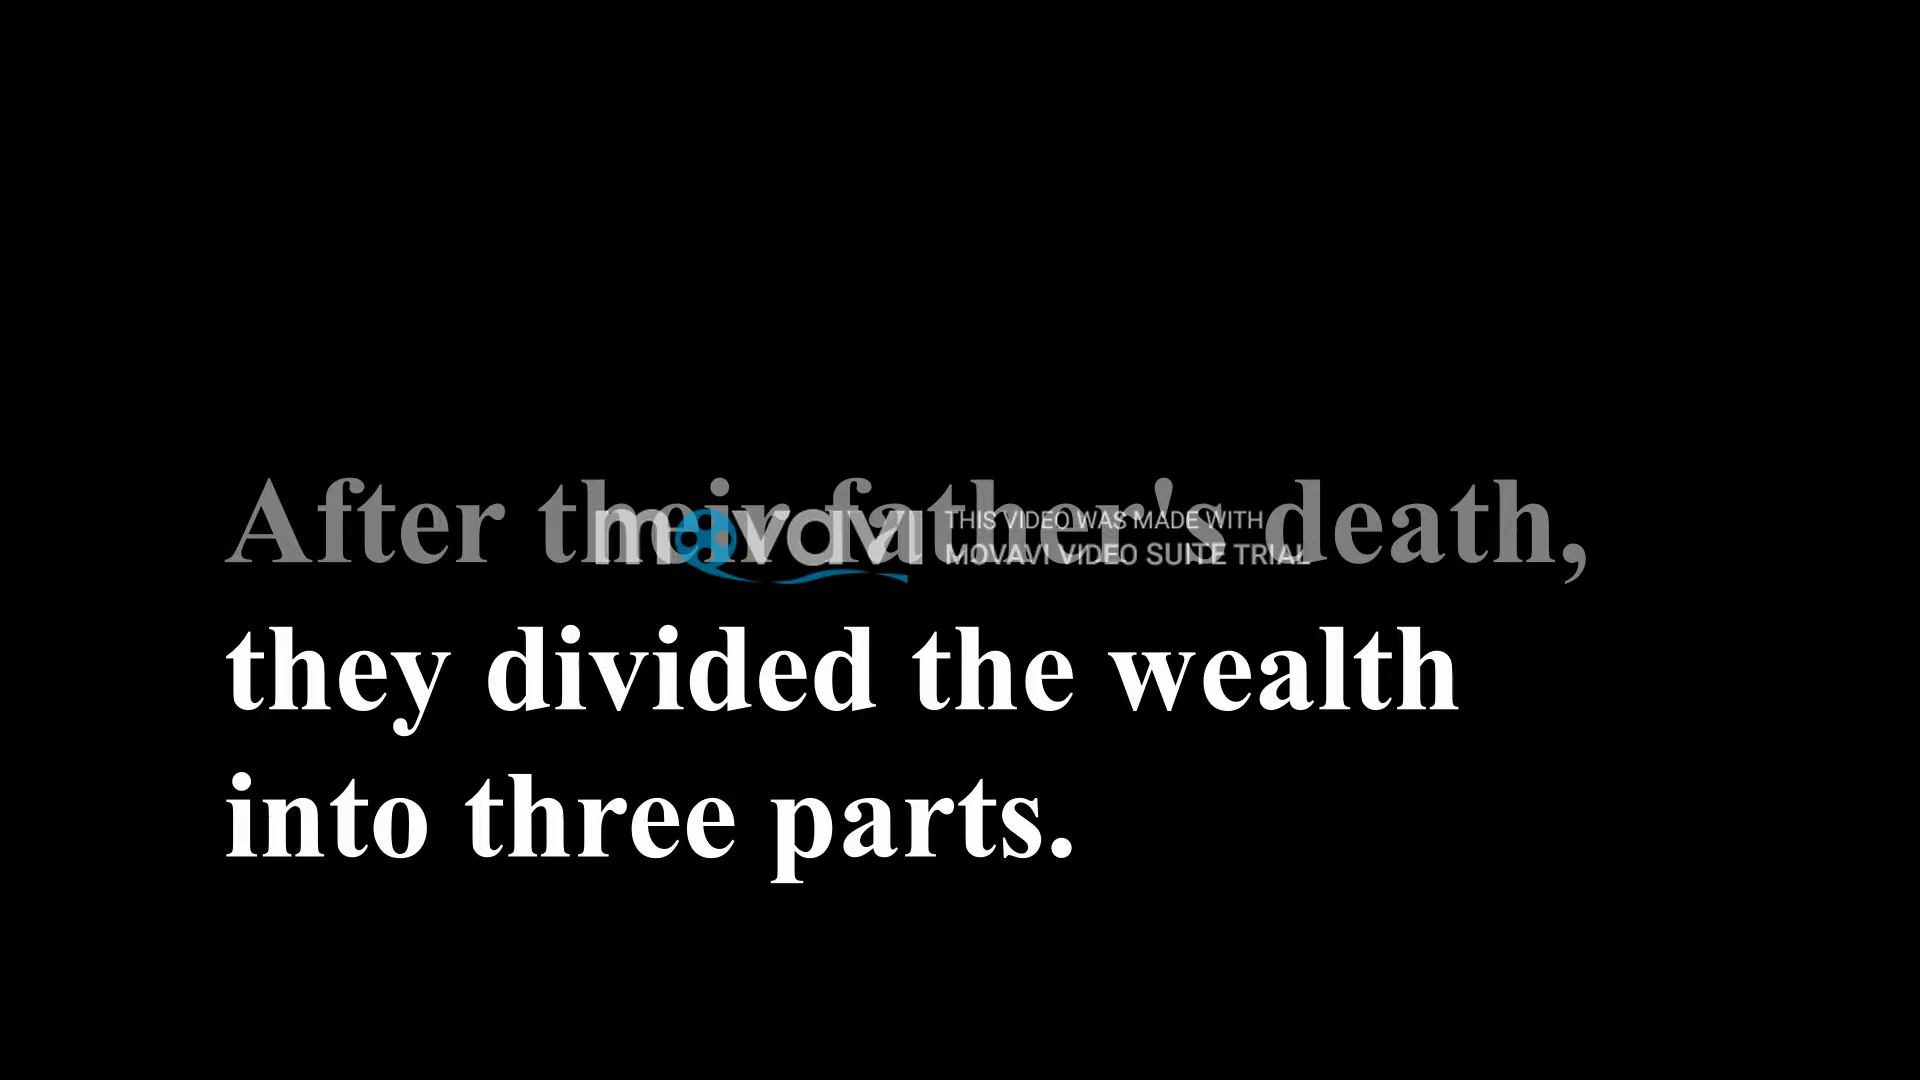 After their father's death,
movavi
THIS VIDEO WAS MADE WITH
MOVAVI VIDEO SUITE TRIAL
they divided the wealth
into three parts.